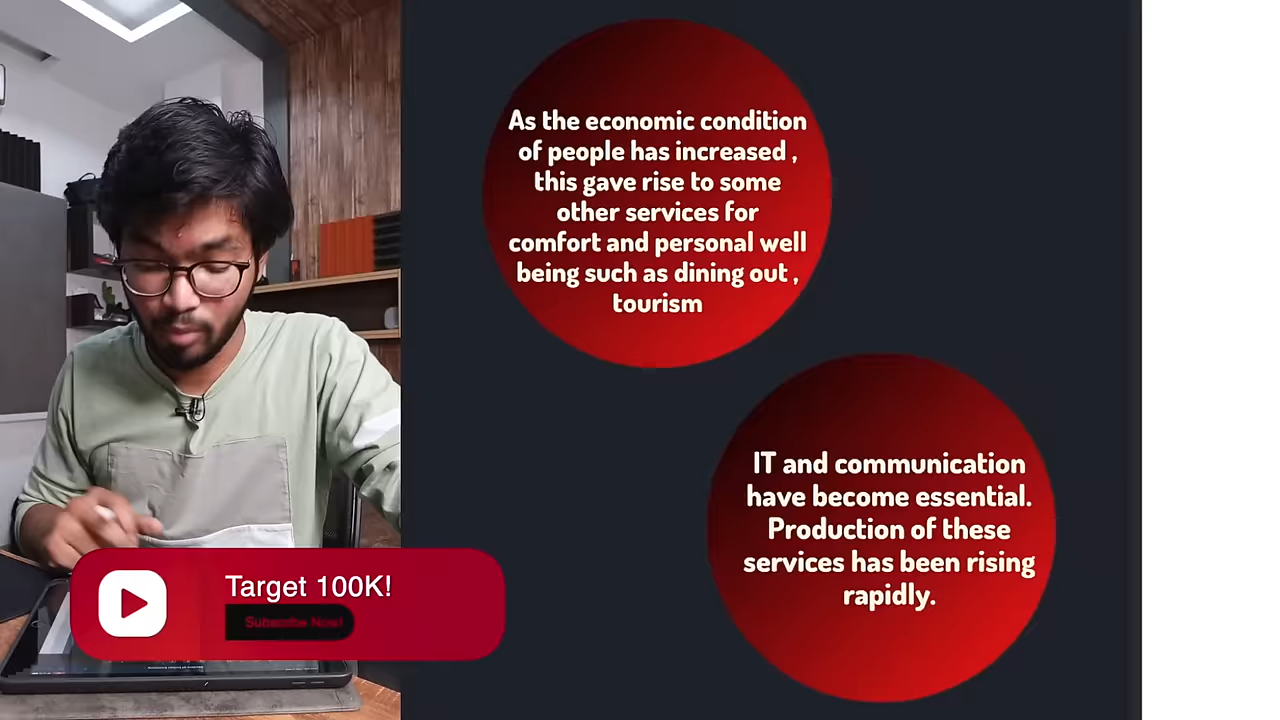 As the economic condition
of people has increased ,
this gave rise to some
other services for
comfort and personal well
being such as dining out ,
tourism
IT and communication
have become essential.
Production of these
services has been rising
rapidly.
Target 100K!
Subscribe Now!